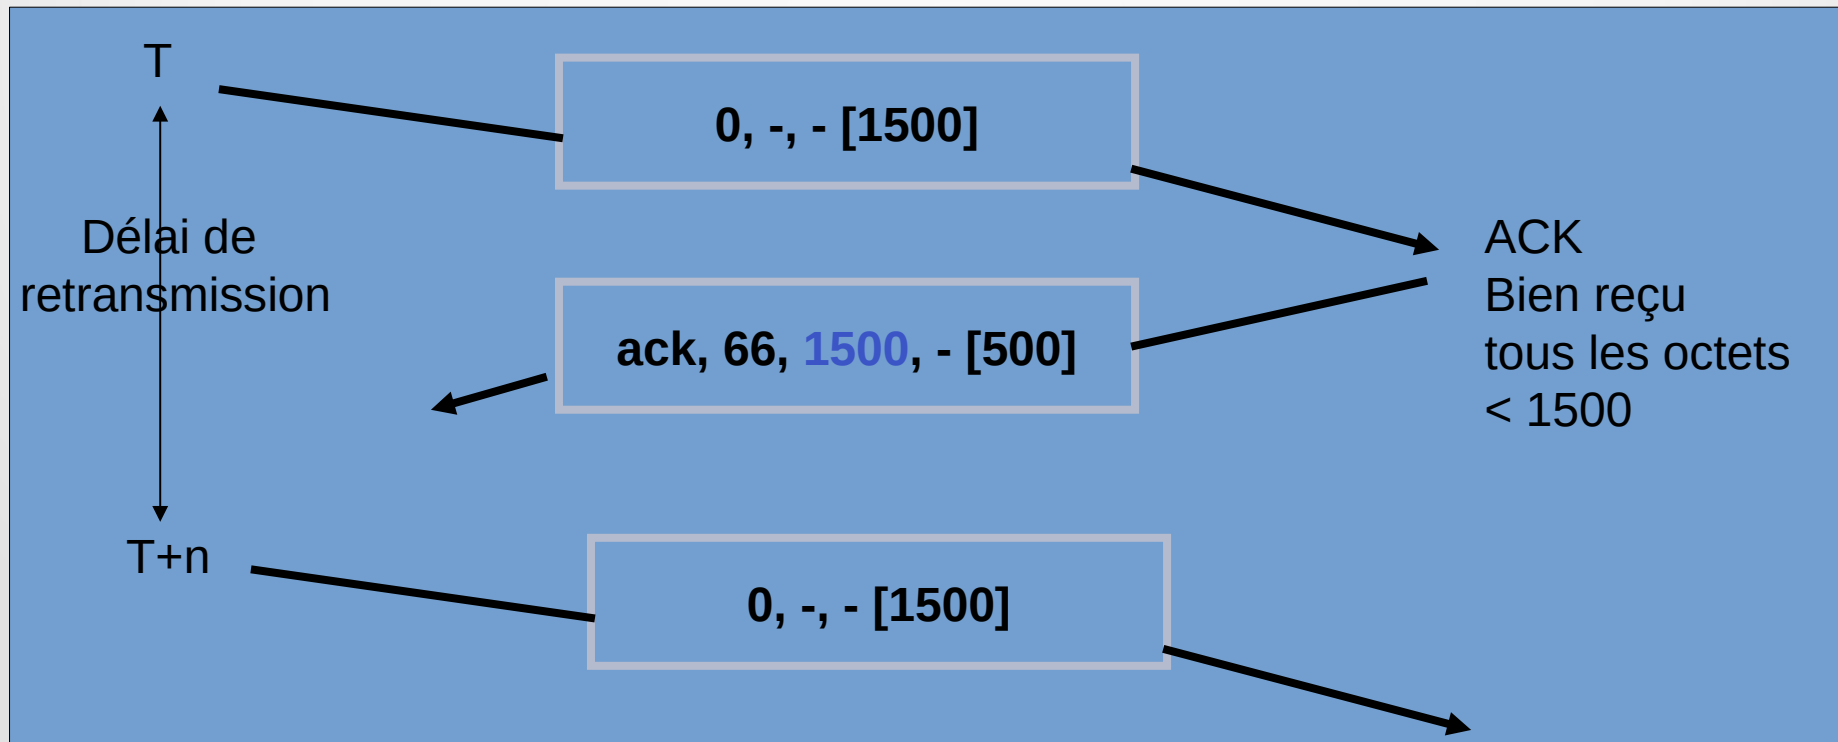 T
0, -, - [1500]
Délai de
retransmission
ACK
Bien reçu
tous les octets
< 1500
ack, 66, 1500, - [500]
T+n
0, -, - [1500]